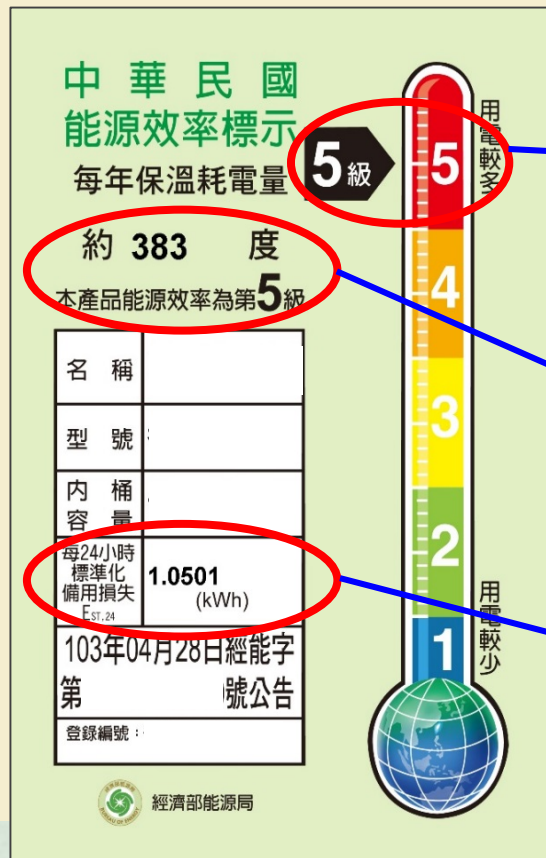 中華民國
能源效率標示
每年保溫耗電量
5級
約 383 度
本產品能源效率為第5級
名稱
型號
內桶
容量
每24小時
標準化
備用損失
EST.24
1.0501
(kWh)
103年04月28日經能字
第 號公告
登錄編號：
經濟部能源局
用電較多
5
4
3
2
1
用電較少